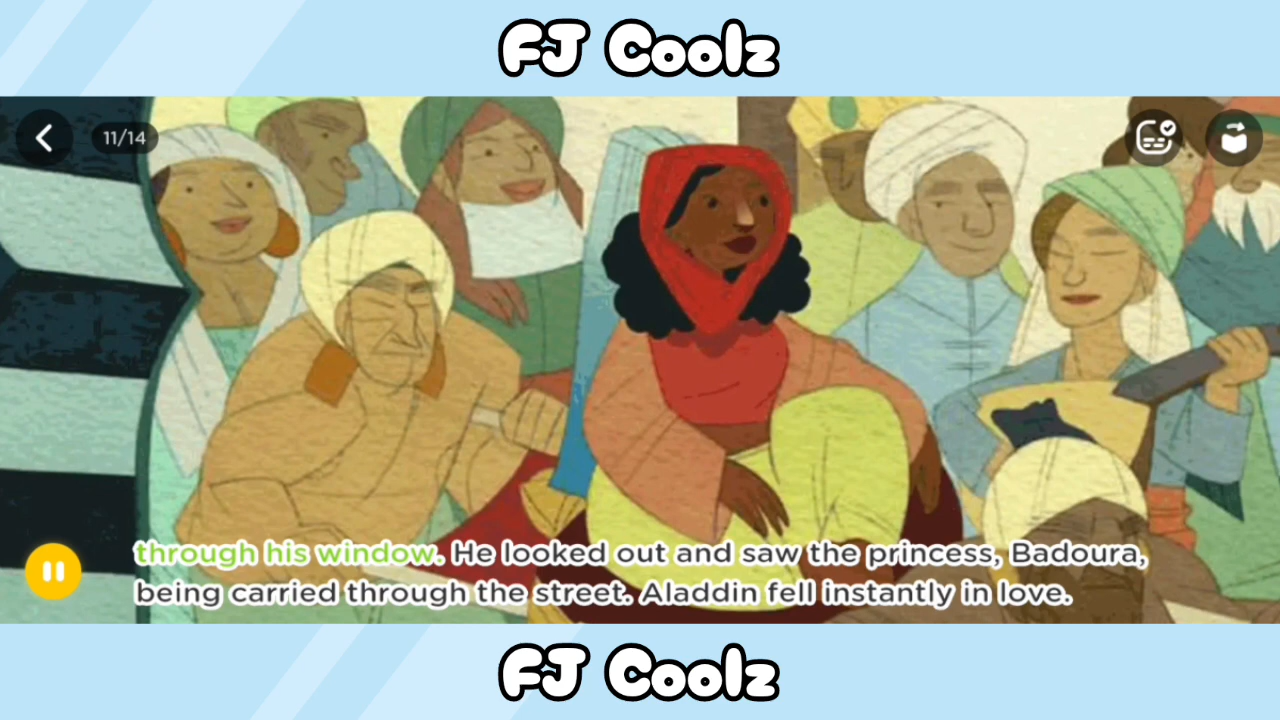 FJ Coolz
11/14
through his window. He looked out and saw the princess, Badoura,
being carried through the street. Aladdin fell instantly in love.
FJ Coolz